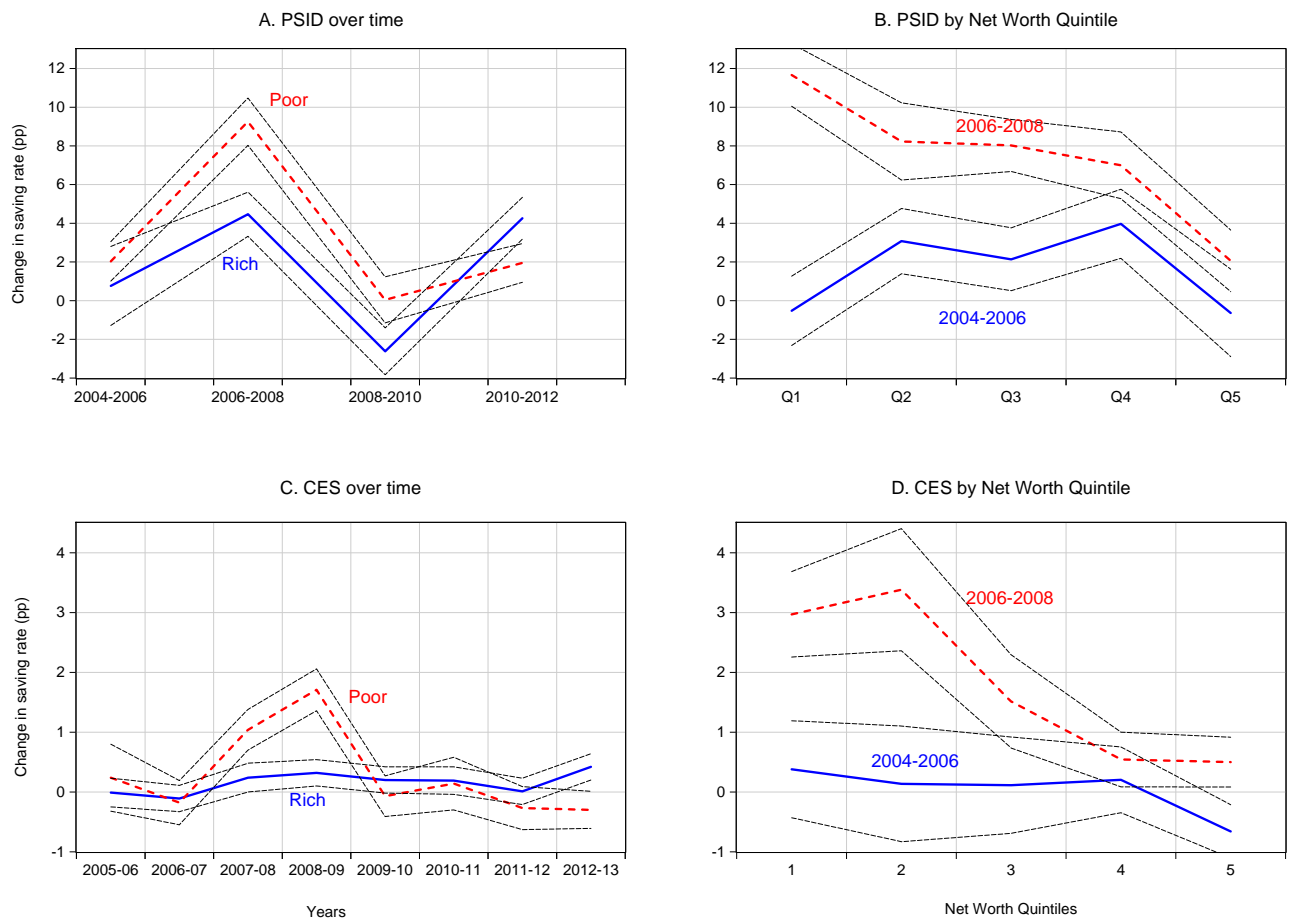 A. PSID over time
Change in saving rate (pp)
12
10
8
6
4
2
0
-2
-4
Poor
Rich
2004-2006 2006-2008 2008-2010 2010-2012
B. PSID by Net Worth Quintile
12
10
8
6
4
2
0
-2
-4
2006-2008
2004-2006
Q1 Q2 Q3 Q4 Q5
C. CES over time
Change in saving rate (pp)
4
3
2
1
0
-1
Poor
Rich
2005-06 2006-07 2007-08 2008-09 2009-10 2010-11 2011-12 2012-13
Years
D. CES by Net Worth Quintile
4
3
2
1
0
-1
2006-2008
2004-2006
1 2 3 4 5
Net Worth Quintiles